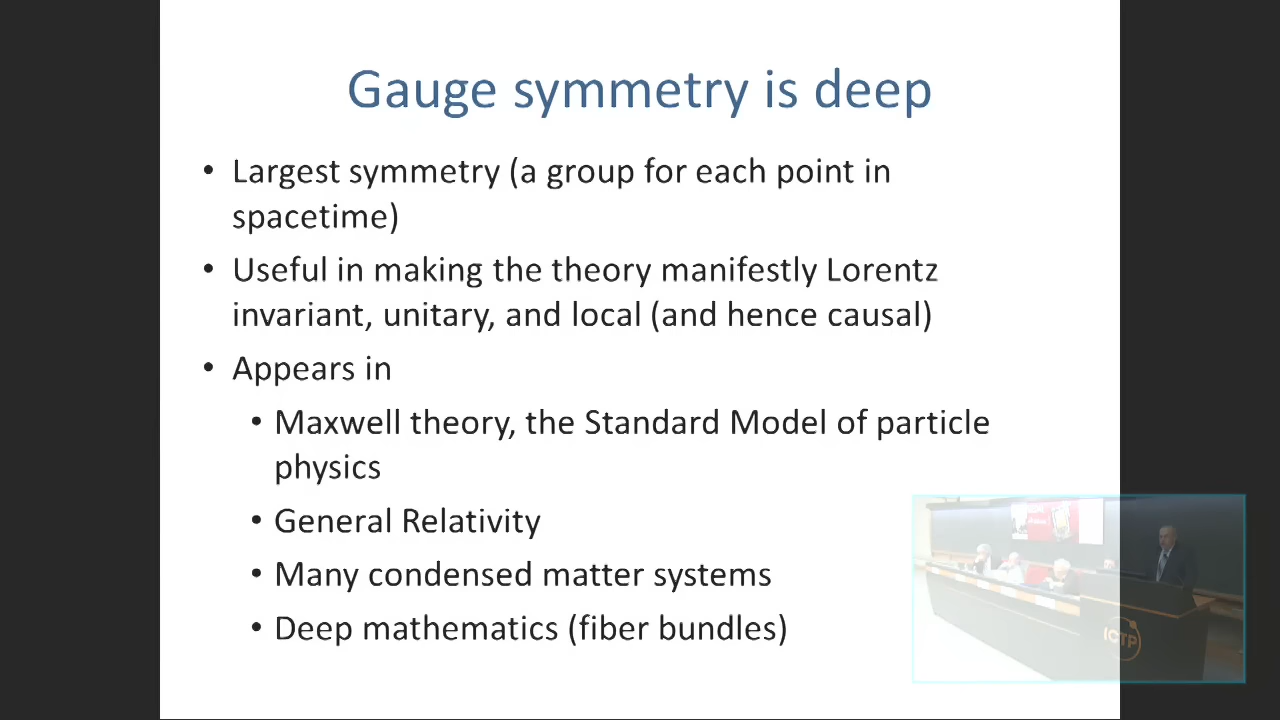 Gauge symmetry is deep
• Largest symmetry (a group for each point in
spacetime)
• Useful in making the theory manifestly Lorentz
invariant, unitary, and local (and hence causal)
• Appears in
• Maxwell theory, the Standard Model of particle
physics
• General Relativity
• Many condensed matter systems
• Deep mathematics (fiber bundles)
ICTP